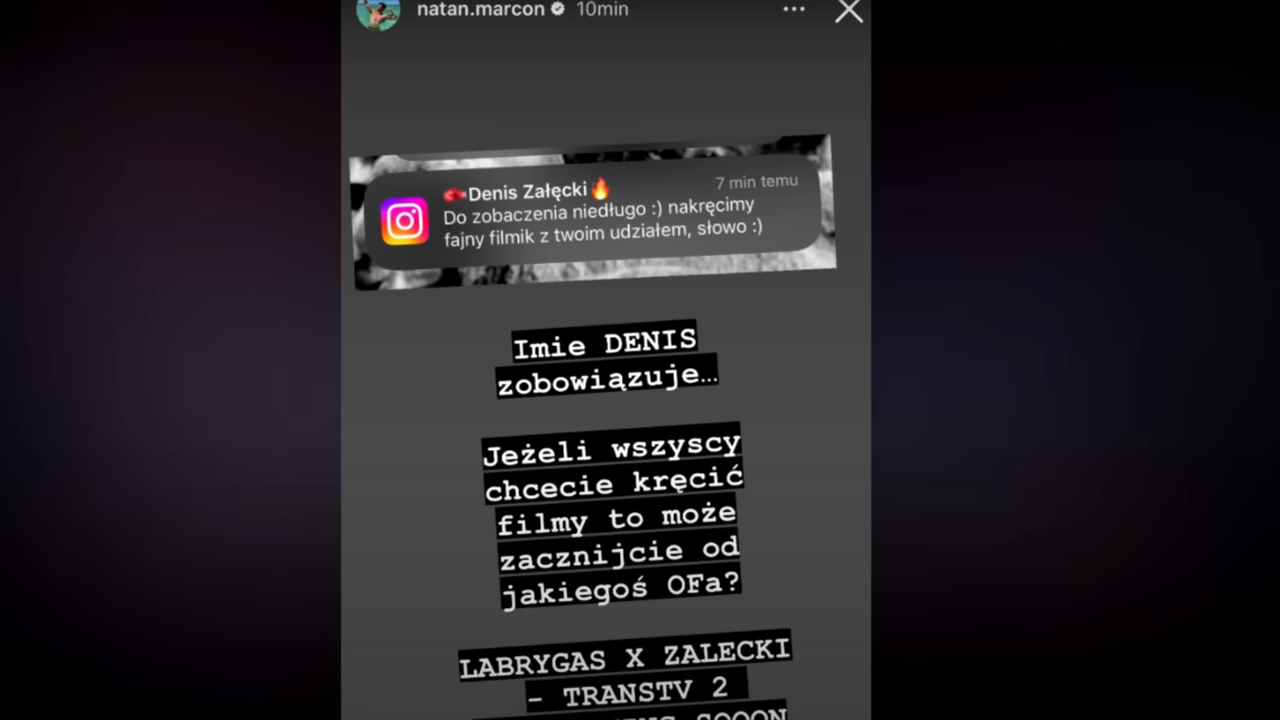 natan.marcon 10min
Denis Załęcki 7 min temu
Do zobaczenia niedługo :) nakręcimy
fajny filmik z twoim udziałem, słowo :)
Imie DENIS
zobowiązuje…
Jeżeli wszyscy
chcecie kręcić
filmy to może
zacznijcie od
jakiegoś OFa?
LABRYGAS X ZALECKI
- TRANSTV 2
SOOON